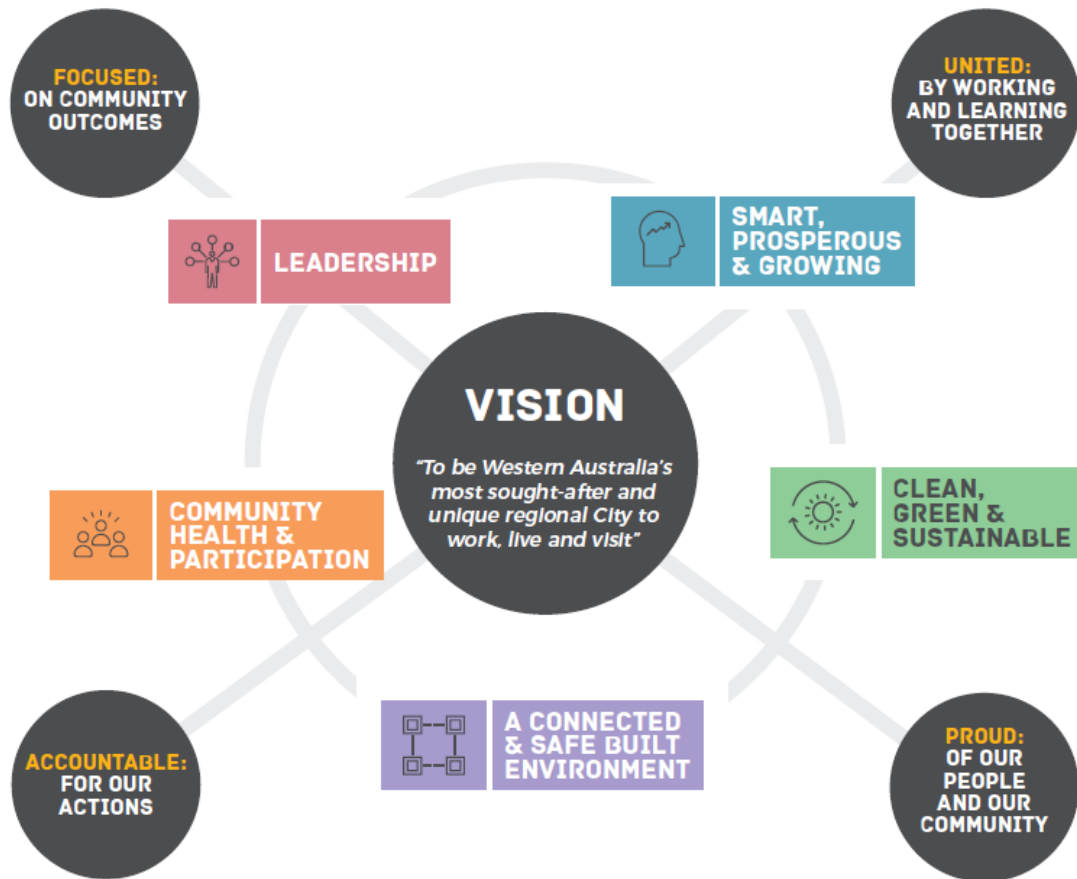 FOCUSED:
ON COMMUNITY
OUTCOMES
UNITED:
BY WORKING
AND LEARNING
TOGETHER
LEADERSHIP
SMART,
PROSPEROUS
& GROWING
VISION
"To be Western Australia's
most sought-after and
unique regional City to
work, live and visit"
COMMUNITY
HEALTH &
PARTICIPATION
CLEAN,
GREEN &
SUSTAINABLE
A CONNECTED
& SAFE BUILT
ENVIRONMENT
ACCOUNTABLE:
FOR OUR
ACTIONS
PROUD:
OF OUR
PEOPLE
AND OUR
COMMUNITY